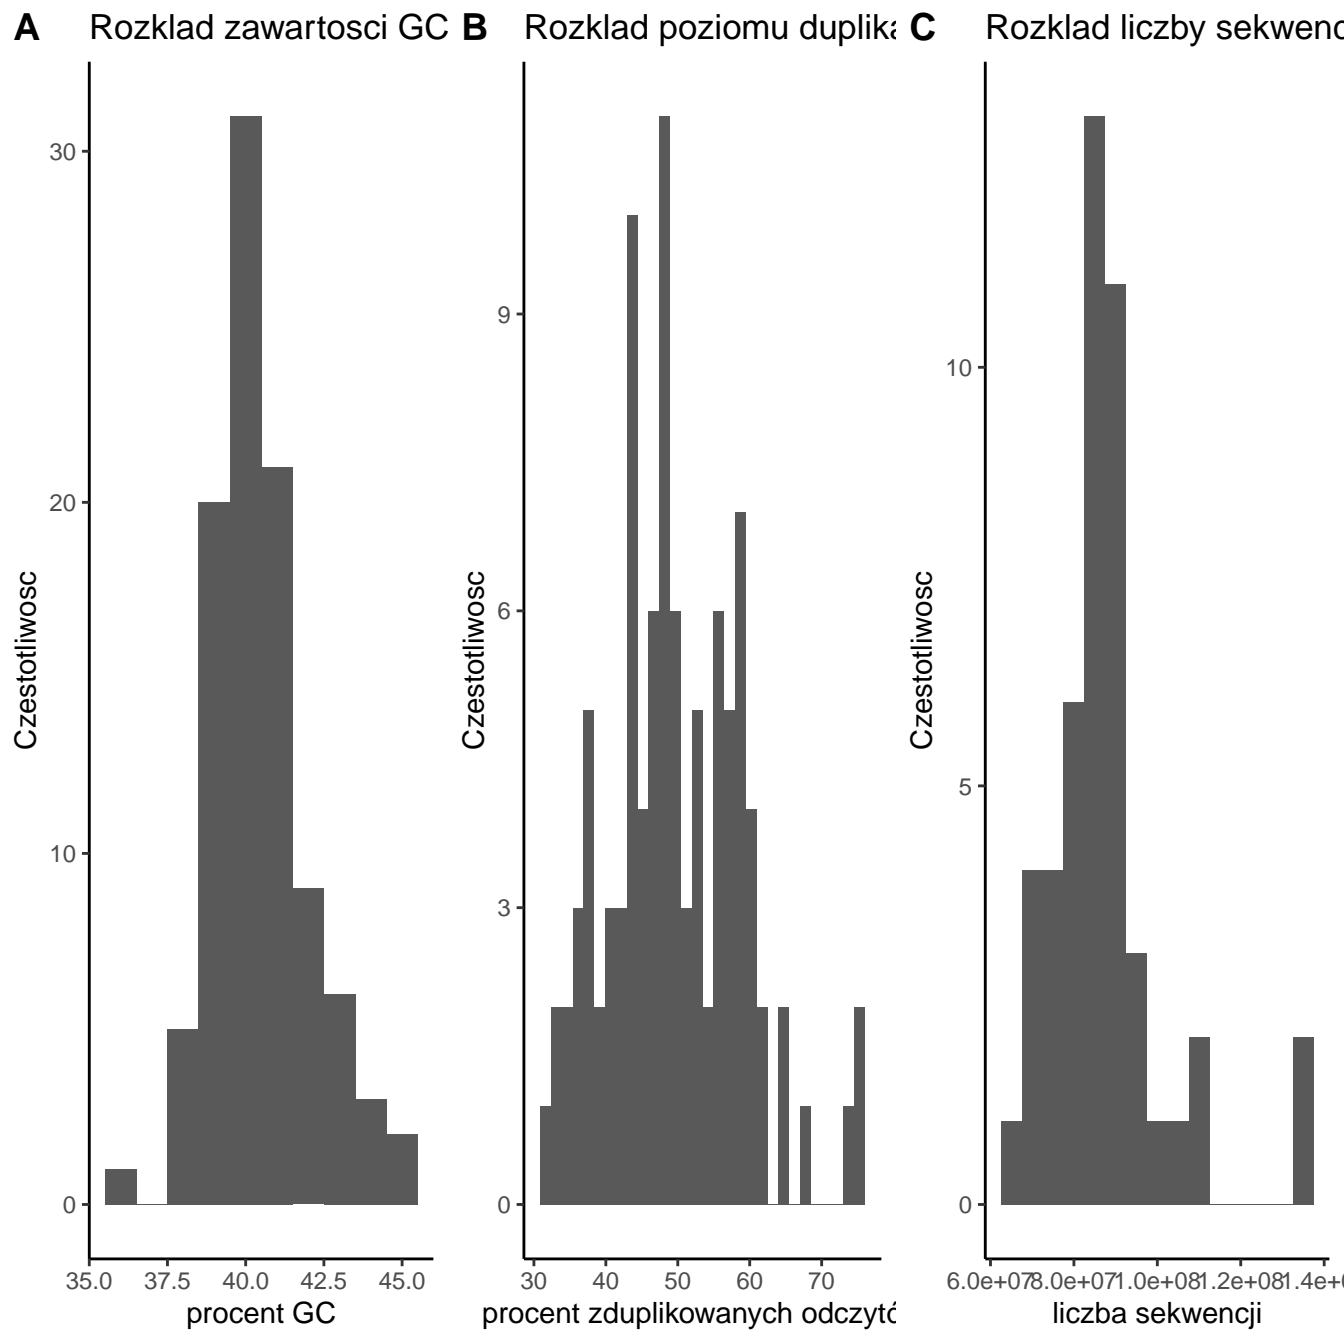 A Rozklad zawartosci GC
30
20
10
0
Czestotliwosc
35.0 37.5 40.0 42.5 45.0
procent GC
B Rozklad poziomu duplik
9
6
3
0
Czestotliwosc
30 40 50 60 70
procent zduplikowanych odczytó
C Rozklad liczby sekwen
10
5
0
Czestotliwosc
6.0e+07 8.0e+07 1.0e+08 1.2e+08 1.4e+0
liczba sekwencji